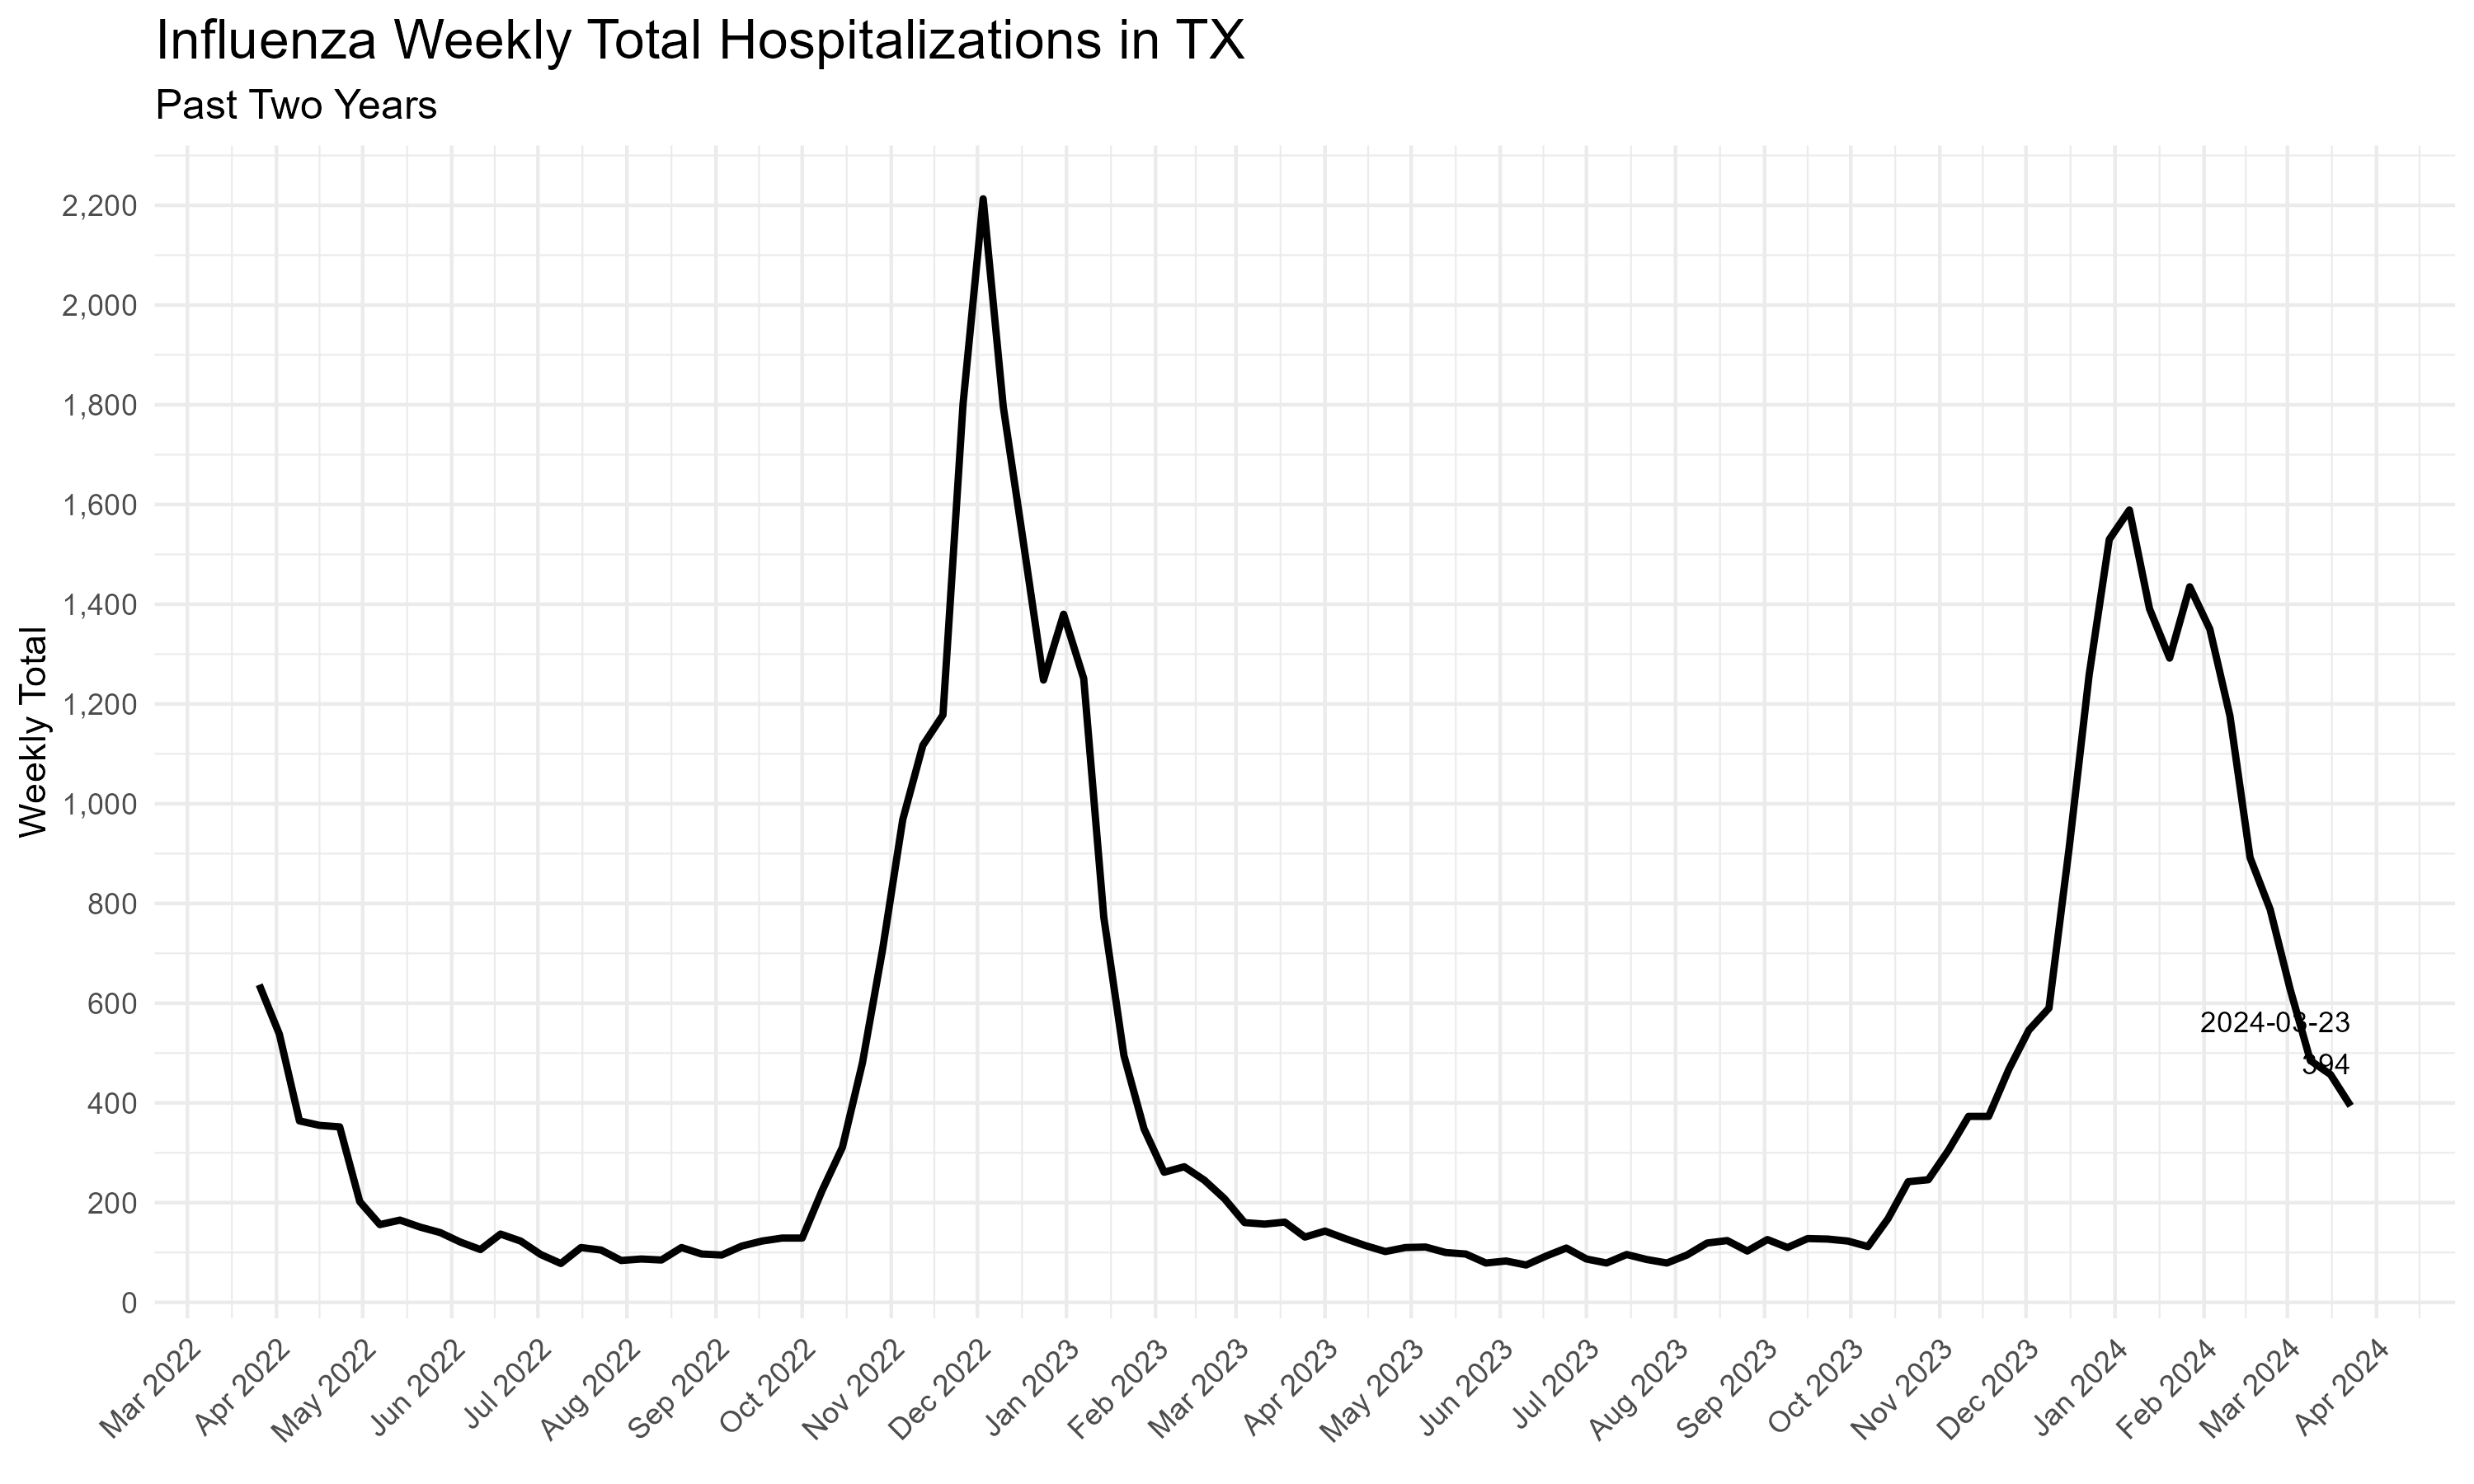 Influenza Weekly Total Hospitalizations in TX
Past Two Years
Weekly Total
2,200
2,000
1,800
1,600
1,400
1,200
1,000
800
600
400
200
0
2024-03-23
394
Mar 2022
Apr 2022
May 2022
Jun 2022
Jul 2022
Aug 2022
Sep 2022
Oct 2022
Nov 2022
Dec 2022
Jan 2023
Feb 2023
Mar 2023
Apr 2023
May 2023
Jun 2023
Jul 2023
Aug 2023
Sep 2023
Oct 2023
Nov 2023
Dec 2023
Jan 2024
Feb 2024
Mar 2024
Apr 2024